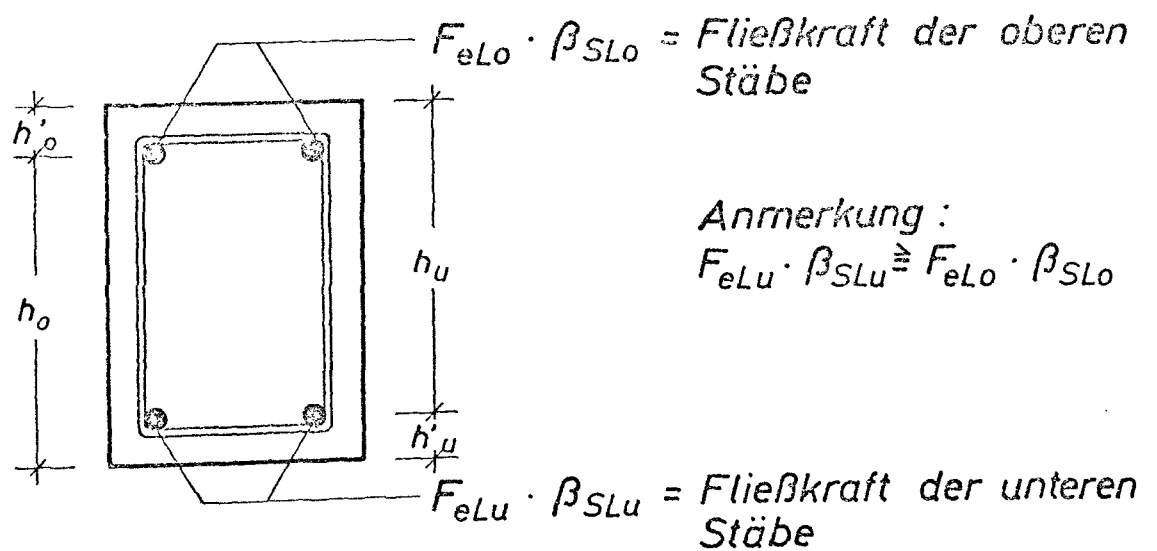 F_eLo · β_SLo = Fließkraft der oberen
Stäbe
h'_o
h_o
h_u
h'_u
Anmerkung :
F_eLu · β_SLu ≧ F_eLo · β_SLo
F_eLu · β_SLu = Fließkraft der unteren
Stäbe